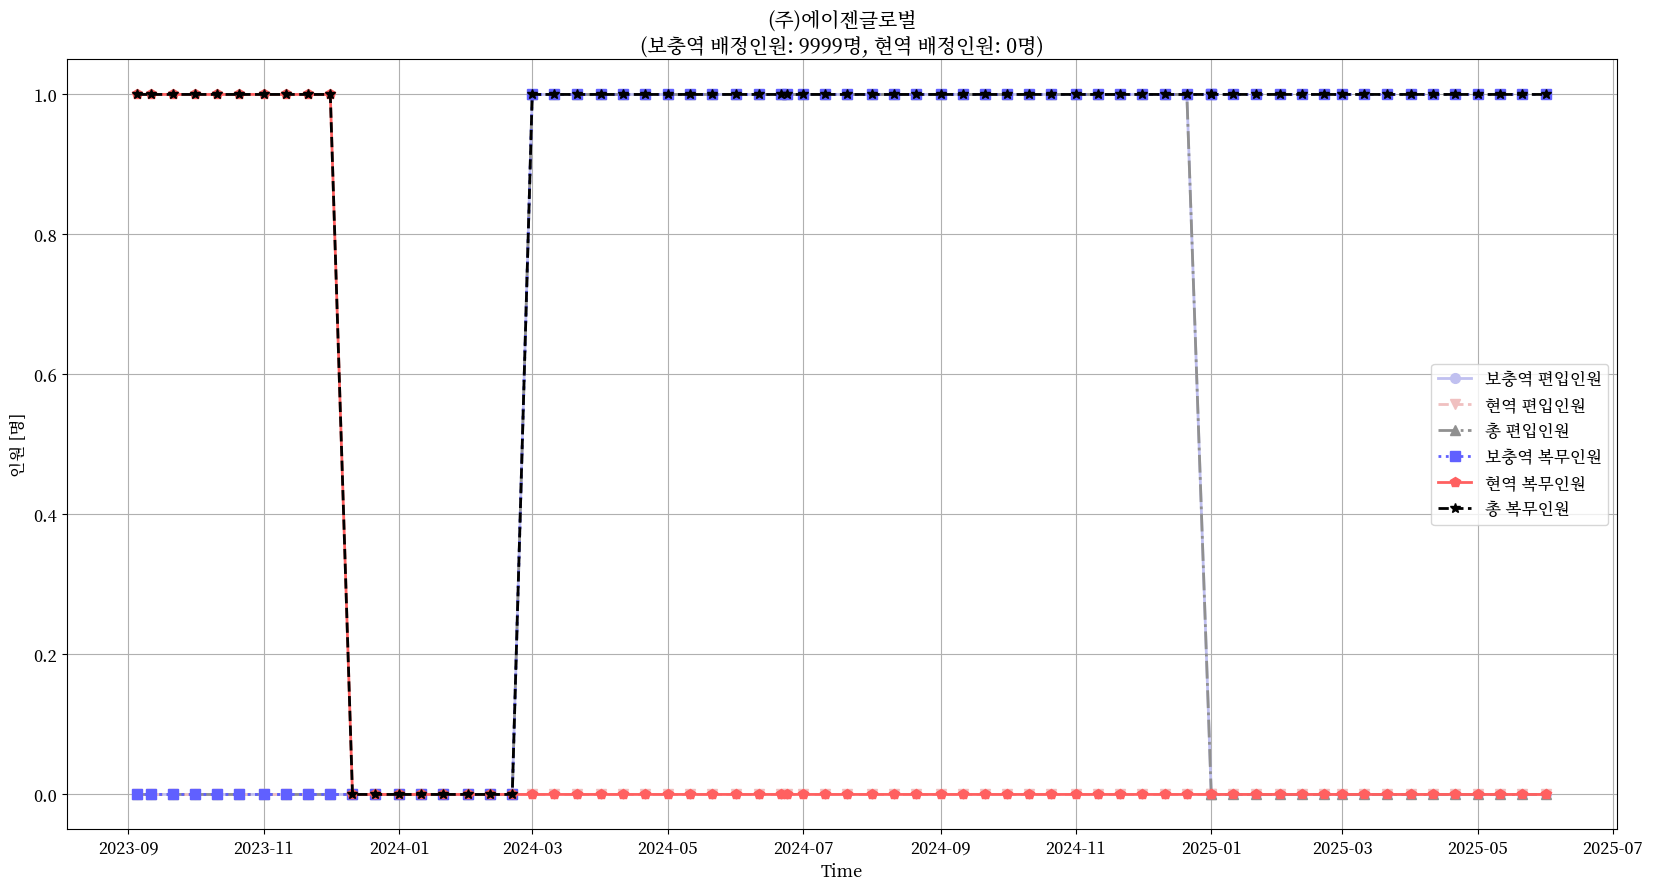 (주)에이젠글로벌
(보충역 배정인원: 9999명, 현역 배정인원: 0명)
인원 [명]
1.0
0.8
0.6
0.4
0.2
0.0
보충역 편입인원
현역 편입인원
총 편입인원
보충역 복무인원
현역 복무인원
총 복무인원
2023-09 2023-11 2024-01 2024-03 2024-05 2024-07 2024-09 2024-11 2025-01 2025-03 2025-05 2025-07
Time